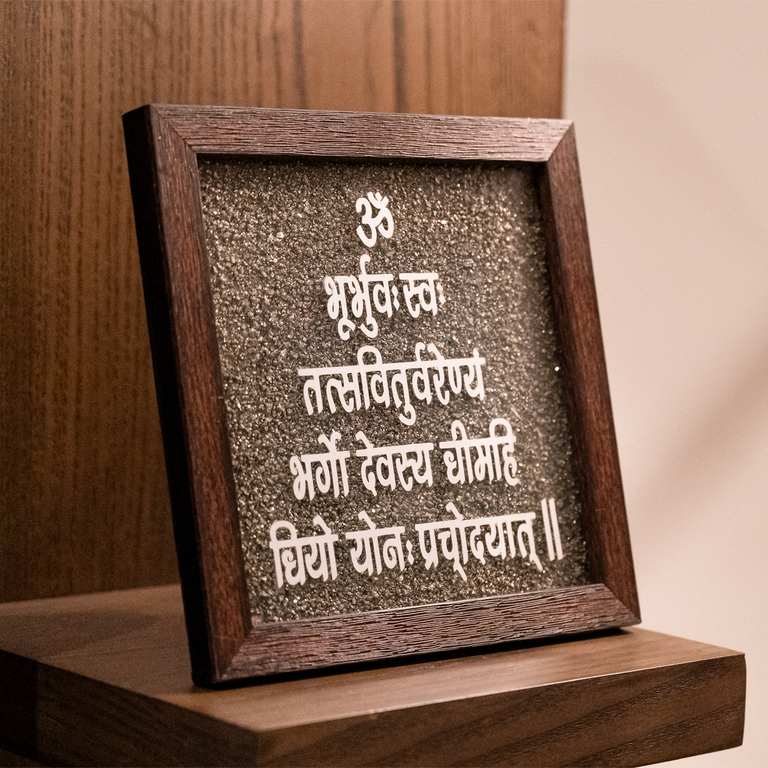 ॐ
भूर्भुवः स्वः
तत्सवितुर्वरेण्यं
भर्गो देवस्य धीमहि
धियो योनः प्रचोदयात् ||